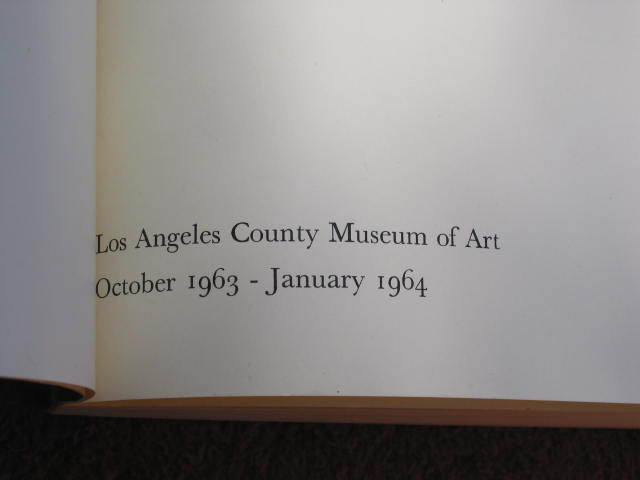 Los Angeles County Museum of Art
October 1963 - January 1964